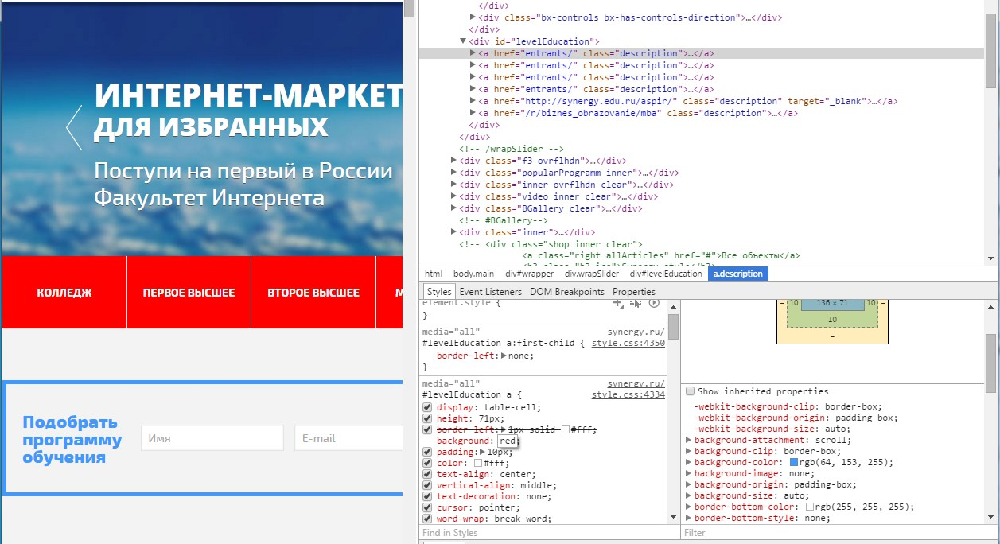 ИНТЕРНЕТ-МАРКЕТ
ДЛЯ ИЗБРАННЫХ
Поступи на первый в России
Факультет Интернета
КОЛЛЕДЖ
ПЕРВОЕ ВЫСШЕЕ
ВТОРОЕ ВЫСШЕЕ
М
Подобрать
программу
обучения
Имя
E-mail
</div>
<div class="bx-controls bx-has-controls-direction">…</div>
</div>
<div id="levelEducation">
<a href="entrants/" class="description">…</a>
<a href="entrants/" class="description">…</a>
<a href="entrants/" class="description">…</a>
<a href="entrants/" class="description">…</a>
<a href="http://synergy.edu.ru/aspir/" class="description" target="_blank">…</a>
<a href="/r/biznes_obrazovanie/mba" class="description">…</a>
</div>
</div>
<!-- /wrapSlider -->
<div class="f3 ovrflhdn">…</div>
<div class="popularProgramm inner">…</div>
<div class="inner ovrflhdn clear">…</div>
<div class="video inner clear">…</div>
<div class="BGallery clear">…</div>
<!-- #BGallery-->
<div class="inner">…</div>
<!-- <div class="shop inner clear">
<a class="right allArticles" href="#">Все объекты</a>
html body.main div#wrapper div.wrapSlider div#levelEducation a.description
Styles Event Listeners DOM Breakpoints Properties
element.style {
}
media="all" synergy.ru/
#levelEducation a:first-child { style.css:4350
border-left: none;
}
media="all" synergy.ru/
#levelEducation a { style.css:4334
display: table-cell;
height: 71px;
border-left: 1px solid #fff;
background: red;
padding: 10px;
color: #fff;
text-align: center;
vertical-align: middle;
text-decoration: none;
cursor: pointer;
word-wrap: break-word;
Find in Styles
– 10 136 × 71 10 –
10
–
Show inherited properties
-webkit-background-clip: border-box;
-webkit-background-origin: padding-box;
-webkit-background-size: auto;
background-attachment: scroll;
background-clip: border-box;
background-color: rgb(64, 153, 255);
background-image: none;
background-origin: padding-box;
background-size: auto;
border-bottom-color: rgb(255, 255, 255);
border-bottom-style: none;
Filter